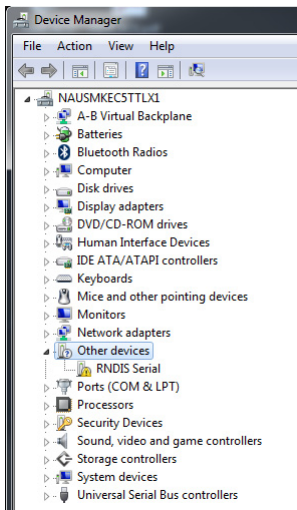 Device Manager
File Action View Help
NAUSMKEC5TTLX1
A-B Virtual Backplane
Batteries
Bluetooth Radios
Computer
Disk drives
Display adapters
DVD/CD-ROM drives
Human Interface Devices
IDE ATA/ATAPI controllers
Keyboards
Mice and other pointing devices
Monitors
Network adapters
Other devices
RNDIS Serial
Ports (COM & LPT)
Processors
Security Devices
Sound, video and game controllers
Storage controllers
System devices
Universal Serial Bus controllers